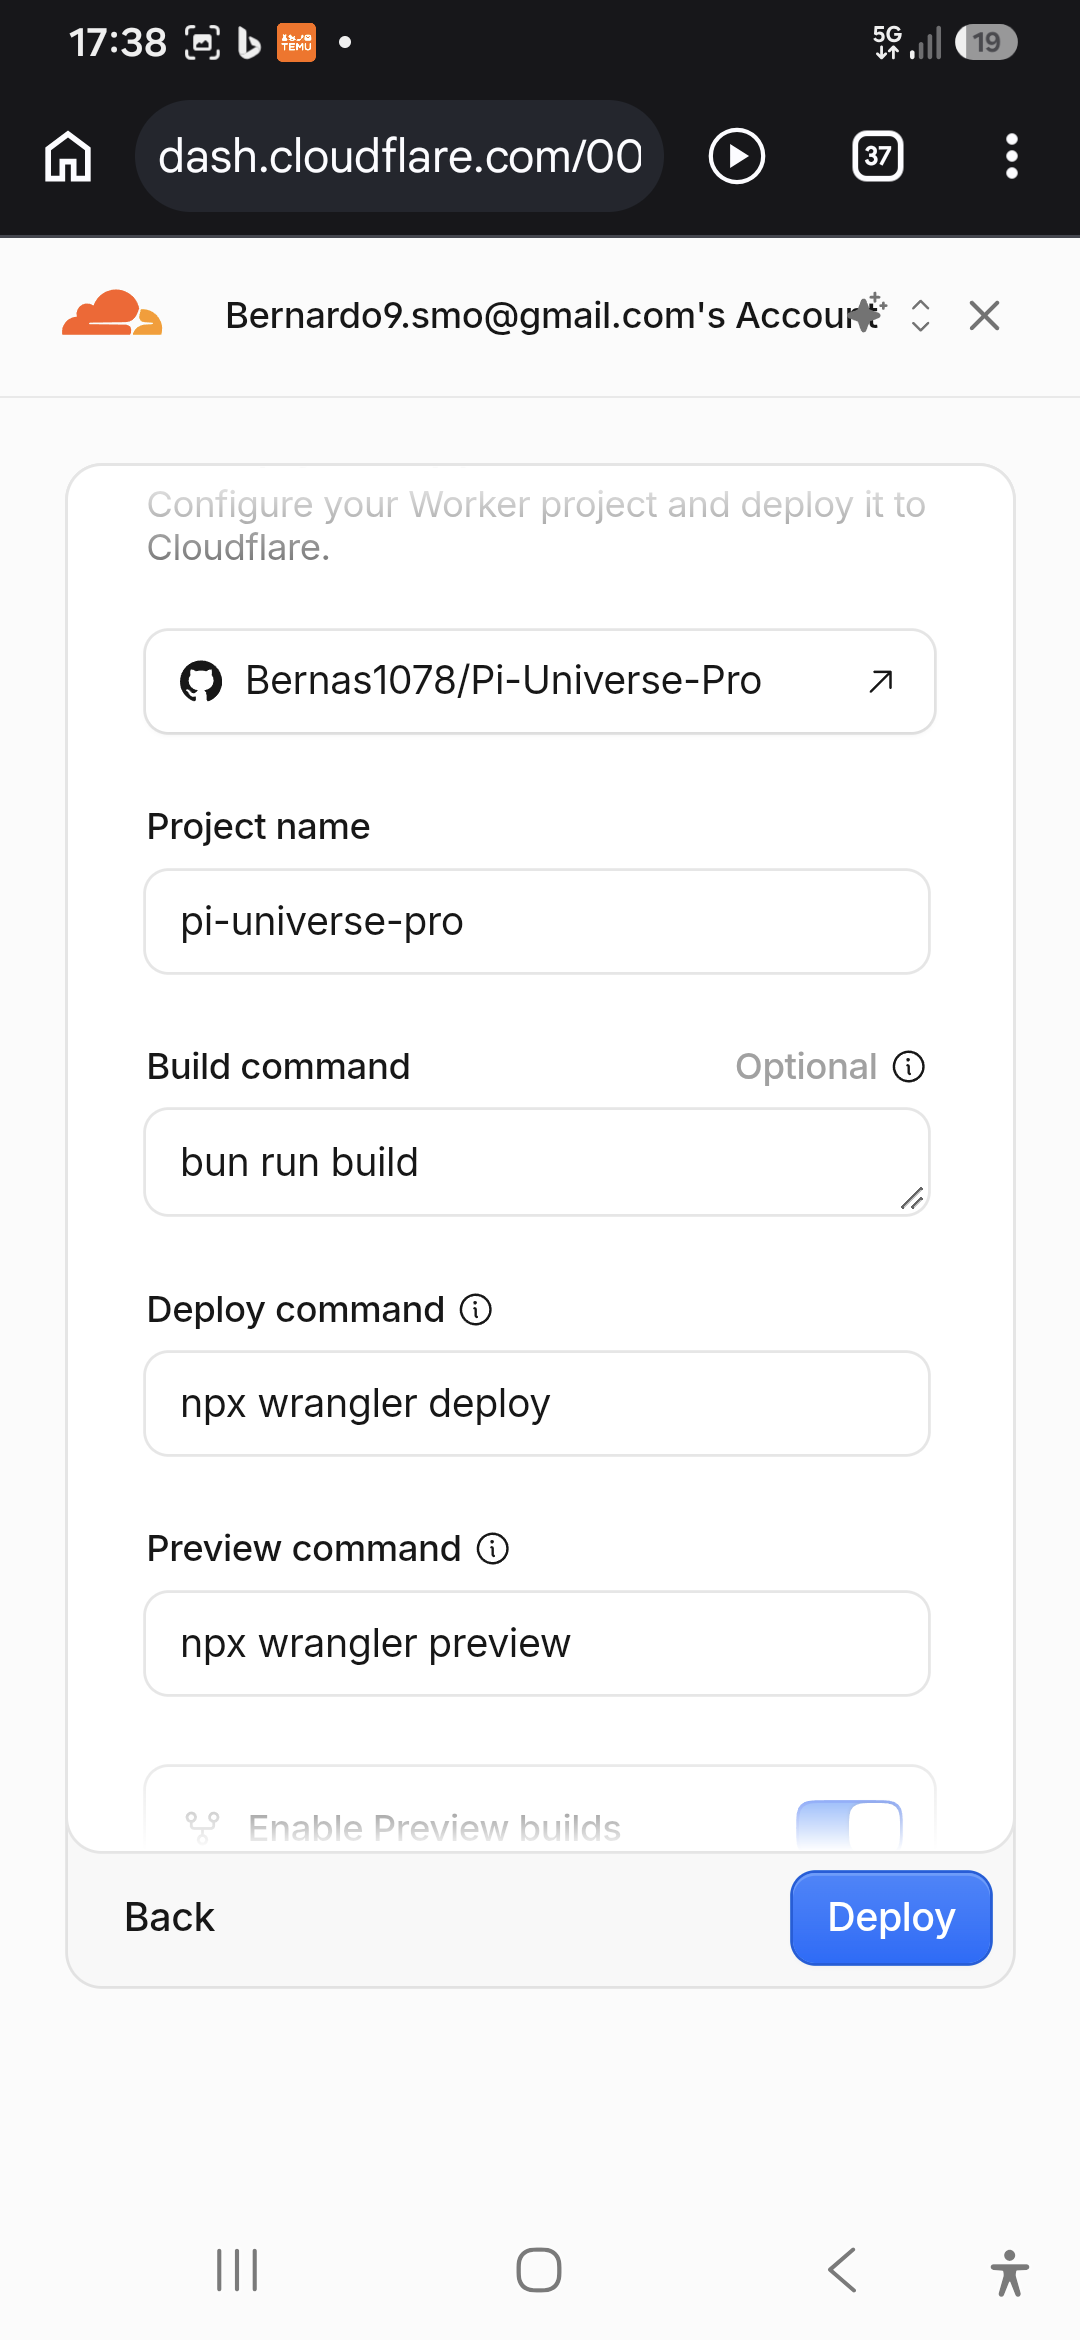 17:38
TEMU
5G
19
dash.cloudflare.com/00
37
Bernardo9.smo@gmail.com's Account
Configure your Worker project and deploy it to
Cloudflare.
Bernas1078/Pi-Universe-Pro
Project name
pi-universe-pro
Build command
Optional
bun run build
Deploy command
npx wrangler deploy
Preview command
npx wrangler preview
Enable Preview builds
Back
Deploy